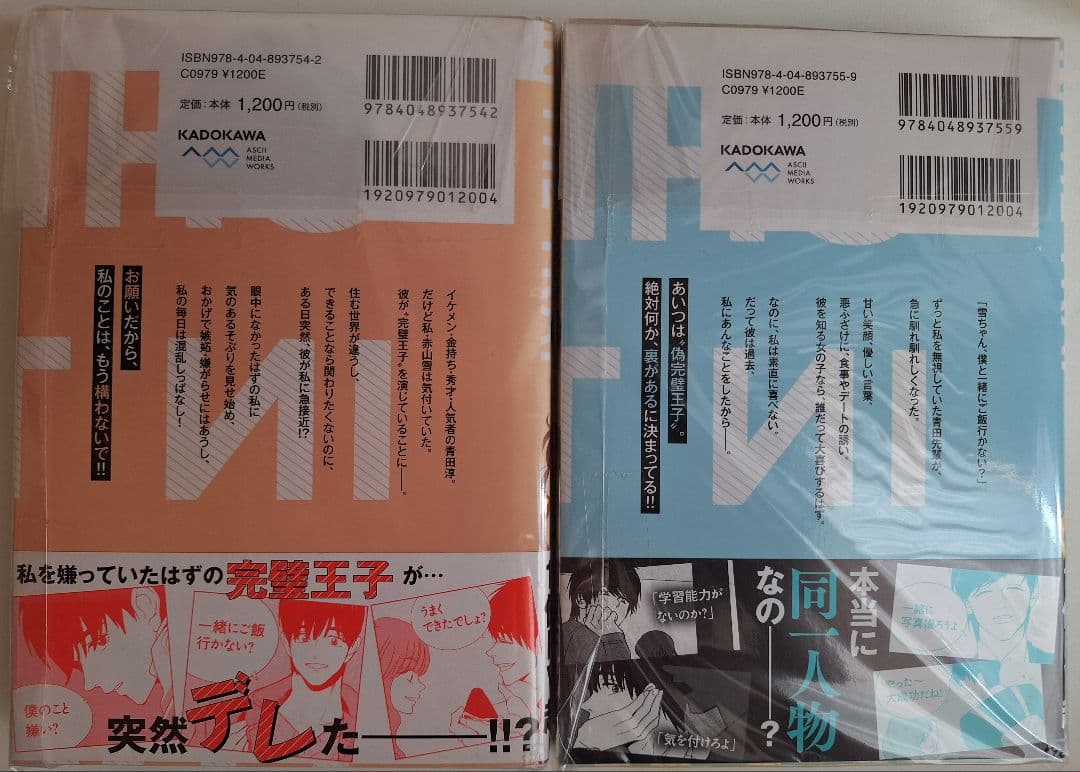 ISBN978-4-04-893754-2
C0979 ¥1200E
定価:本体 1,200円(税別)
KADOKAWA
ASCII
MEDIA
WORKS
9784048937542
1920979012004
イケメン・金持ち・秀才・人気者の青田淳。
だけど私、赤山雪は気付いていた。
彼が“完璧王子”を演じていることに――。
住む世界が違うし、
できることなら関わりたくないのに、
ある日突然、彼が私に急接近!?
眼中になかったはずの私に
気のあるそぶりを見せ始め、
おかげで嫉妬・嫌がらせにはあうし、
私の毎日は混乱しっぱなし!
お願いだから、
私のことは、もう構わないで!!
私を嫌っていたはずの完璧王子が…
僕のこと
嫌い?
一緒にご飯
行かない?
うまく
できたでしょ?
突然デレた――!!?
ISBN978-4-04-893755-9
C0979 ¥1200E
定価:本体 1,200円(税別)
KADOKAWA
ASCII
MEDIA
WORKS
9784048937559
1920979012004
「雪ちゃん、僕と一緒にご飯行かない?」
ずっと私を無視していた青田先輩が、
急に馴れ馴れしくなった。
甘い笑顔、優しい言葉、
悪ふざけに、食事やデートの誘い。
彼を知る女の子なら、誰だって大喜びするはず。
なのに、私は素直に喜べない。
だって彼は過去、
私にあんなことをしたから――。
あいつは“偽完璧王子”。
絶対何か、裏があるに決まってる!!
本当に
同一人物
なの――?
「学習能力が
ないのか?」
「気を付けろよ」
一緒に
写真撮ろうよ
やった〜
大成功だね!